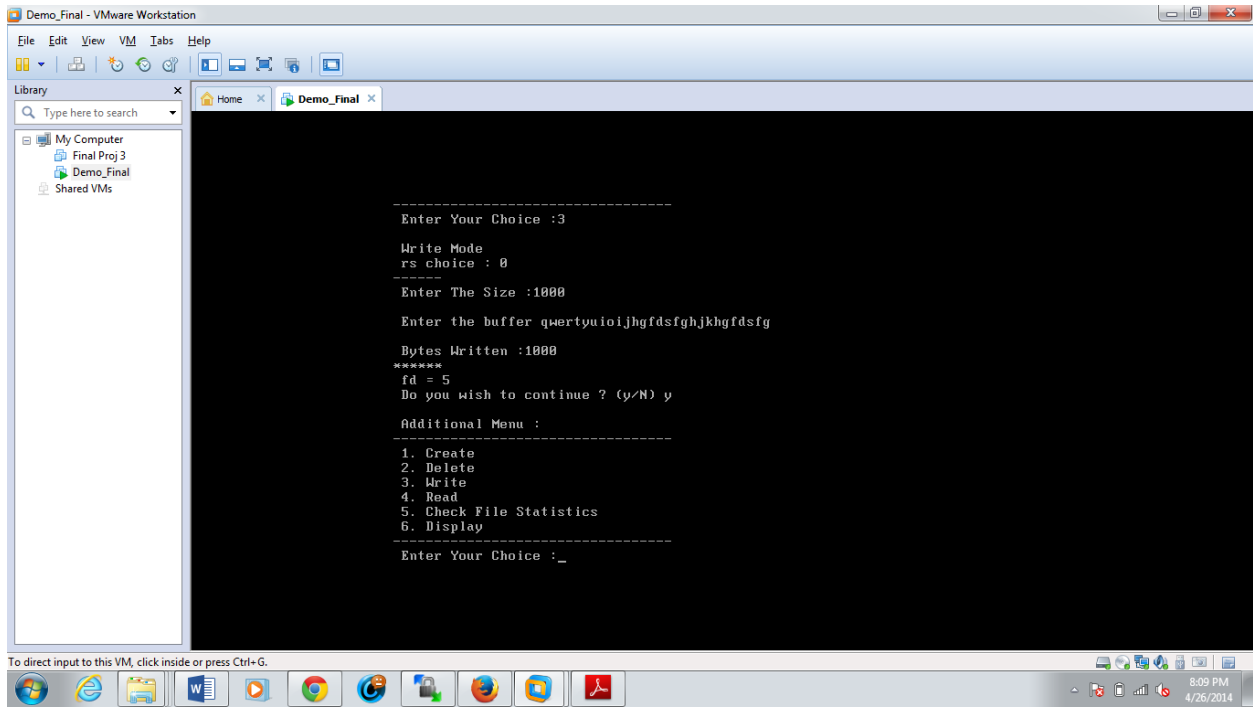 Demo_Final - VMware Workstation
File Edit View VM Tabs Help
Library x
Type here to search
Home × Demo_Final ×
My Computer
Final Proj 3
Demo_Final
Shared VMs
----------------------------------
Enter Your Choice :3
Write Mode
rs choice : 0
------
Enter The Size :1000
Enter the buffer qwertyuioijhgfdsfghjkhgfdsfg
Bytes Written :1000
******
fd = 5
Do you wish to continue ? (y/N) y
Additional Menu :
----------------------------------
1. Create
2. Delete
3. Write
4. Read
5. Check File Statistics
6. Display
----------------------------------
Enter Your Choice :_
To direct input to this VM, click inside or press Ctrl+G.
8:09 PM
4/26/2014